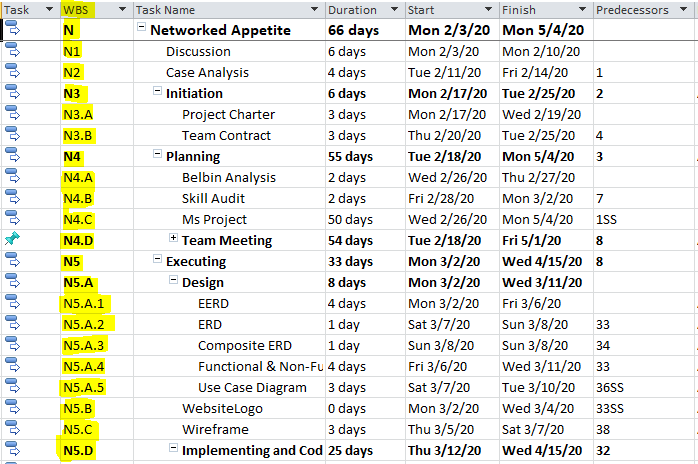 Task WBS Task Name Duration Start Finish Predecessors
N Networked Appetite 66 days Mon 2/3/20 Mon 5/4/20
N1 Discussion 6 days Mon 2/3/20 Mon 2/10/20
N2 Case Analysis 4 days Tue 2/11/20 Fri 2/14/20 1
N3 Initiation 6 days Mon 2/17/20 Tue 2/25/20 2
N3.A Project Charter 3 days Mon 2/17/20 Wed 2/19/20
N3.B Team Contract 3 days Thu 2/20/20 Tue 2/25/20 4
N4 Planning 55 days Tue 2/18/20 Mon 5/4/20 3
N4.A Belbin Analysis 2 days Wed 2/26/20 Thu 2/27/20
N4.B Skill Audit 2 days Fri 2/28/20 Mon 3/2/20 7
N4.C Ms Project 50 days Wed 2/26/20 Mon 5/4/20 1SS
N4.D Team Meeting 54 days Tue 2/18/20 Fri 5/1/20 8
N5 Executing 33 days Mon 3/2/20 Wed 4/15/20 8
N5.A Design 8 days Mon 3/2/20 Wed 3/11/20
N5.A.1 EERD 4 days Mon 3/2/20 Fri 3/6/20
N5.A.2 ERD 1 day Sat 3/7/20 Sun 3/8/20 33
N5.A.3 Composite ERD 1 day Sun 3/8/20 Sun 3/8/20 34
N5.A.4 Functional & Non-Fu 4 days Fri 3/6/20 Wed 3/11/20 33
N5.A.5 Use Case Diagram 3 days Sat 3/7/20 Tue 3/10/20 36SS
N5.B WebsiteLogo 0 days Mon 3/2/20 Wed 3/4/20 33SS
N5.C Wireframe 3 days Thu 3/5/20 Sat 3/7/20 38
N5.D Implementing and Cod 25 days Thu 3/12/20 Wed 4/15/20 32